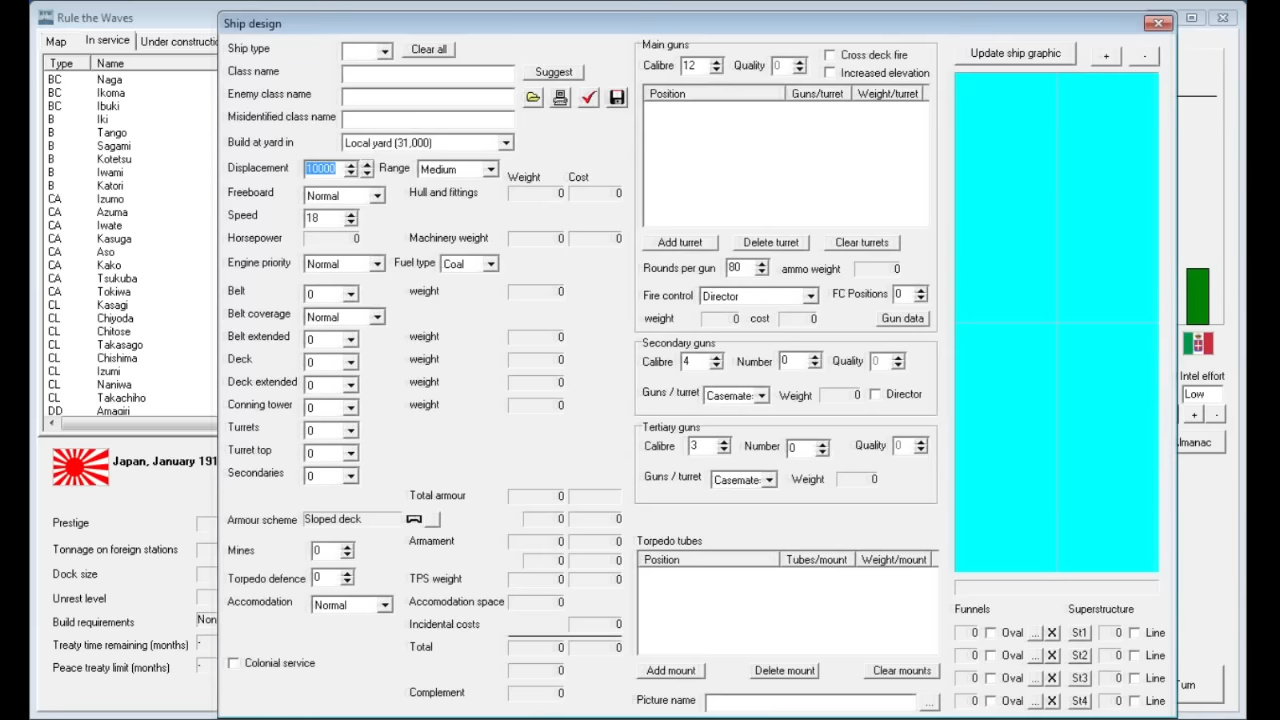 Rule the Waves
Map
In service
Under constructic
Type Name
BC Naga
BC Ikoma
BC Ibuki
B Iki
B Tango
B Sagami
B Kotetsu
B Iwami
B Katori
CA Izumo
CA Azuma
CA Iwate
CA Kasuga
CA Aso
CA Kako
CA Tsukuba
CA Tokiwa
CL Kasagi
CL Chiyoda
CL Chitose
CL Takasago
CL Chishima
CL Izumi
CL Naniwa
CL Takachiho
DD Amagiri
Japan, January 191
Prestige
Tonnage on foreign stations
Dock size
Unrest level
Build requirements Non
Treaty time remaining (months) -
Peace treaty limit (months) -
Ship design
Ship type Clear all
Class name Suggest
Enemy class name
Misidentified class name
Build at yard in Local yard (31,000)
Displacement 10000 Range Medium
Weight Cost
Freeboard Normal Hull and fittings 0 0
Speed 18
Horsepower 0 Machinery weight 0 0
Engine priority Normal Fuel type Coal
Belt 0 weight 0
Belt coverage Normal
Belt extended 0 weight 0
Deck 0 weight 0
Deck extended 0 weight 0
Conning tower 0 weight 0
Turrets 0
Turret top 0
Secondaries 0
Total armour 0
Armour scheme Sloped deck 0 0
Armament 0 0
Mines 0 0 0
Torpedo defence 0 TPS weight 0 0
Accomodation Normal Accomodation space 0
Incidental costs 0
Total 0 0
Colonial service 0
Complement 0
Main guns
Calibre 12 Quality 0
Cross deck fire
Increased elevation
Position Guns/turret Weight/turret
Add turret Delete turret Clear turrets
Rounds per gun 80 ammo weight 0
Fire control Director FC Positions 0
weight 0 cost 0 Gun data
Secondary guns
Calibre 4 Number 0 Quality 0
Guns / turret Casemate: Weight 0 Director
Tertiary guns
Calibre 3 Number 0 Quality 0
Guns / turret Casemate: Weight 0
Torpedo tubes
Position Tubes/mount Weight/mount
Add mount Delete mount Clear mounts
Picture name ...
Update ship graphic + -
Funnels Superstructure
0 Oval ... X St1 0 Line
0 Oval ... X St2 0 Line
0 Oval ... X St3 0 Line
0 Oval ... X St4 0 Line
Intel effort
Low
+ -
lmanac
urn